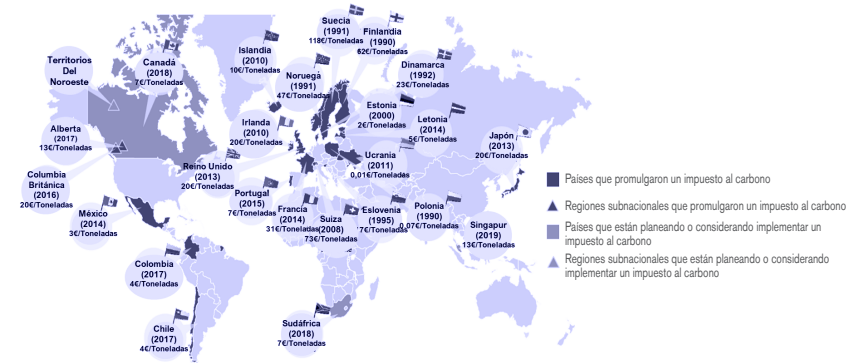 Suecia
(1991)
118€/Toneladas
Finlandia
(1990)
62€/Toneladas
Islandia
(2010)
10€/Toneladas
Noruega
(1991)
47€/Toneladas
Dinamarca
(1992)
23€/Toneladas
Territorios
Del
Noroeste
Canadá
(2018)
7€/Toneladas
Estonia
(2000)
2€/Toneladas
Letonia
(2014)
5€/Toneladas
Alberta
(2017)
13€/Toneladas
Irlanda
(2010)
20€/Toneladas
Japón
(2013)
20€/Toneladas
Reino Unido
(2013)
20€/Toneladas
Ucrania
(2011)
0,01€/Toneladas
Columbia
Británica
(2016)
20€/Toneladas
México
(2014)
3€/Toneladas
Portugal
(2015)
7€/Toneladas
Francia
(2014)
31€/Toneladas
Suiza
(2008)
73€/Toneladas
Eslovenia
(1995)
7€/Toneladas
Polonia
(1990)
0,07€/Toneladas
Singapur
(2019)
13€/Toneladas
Colombia
(2017)
4€/Toneladas
Chile
(2017)
4€/Toneladas
Sudáfrica
(2018)
7€/Toneladas
Países que promulgaron un impuesto al carbono
Regiones subnacionales que promulgaron un impuesto al carbono
Países que están planeando o considerando implementar un
impuesto al carbono
Regiones subnacionales que están planeando o considerando
implementar un impuesto al carbono